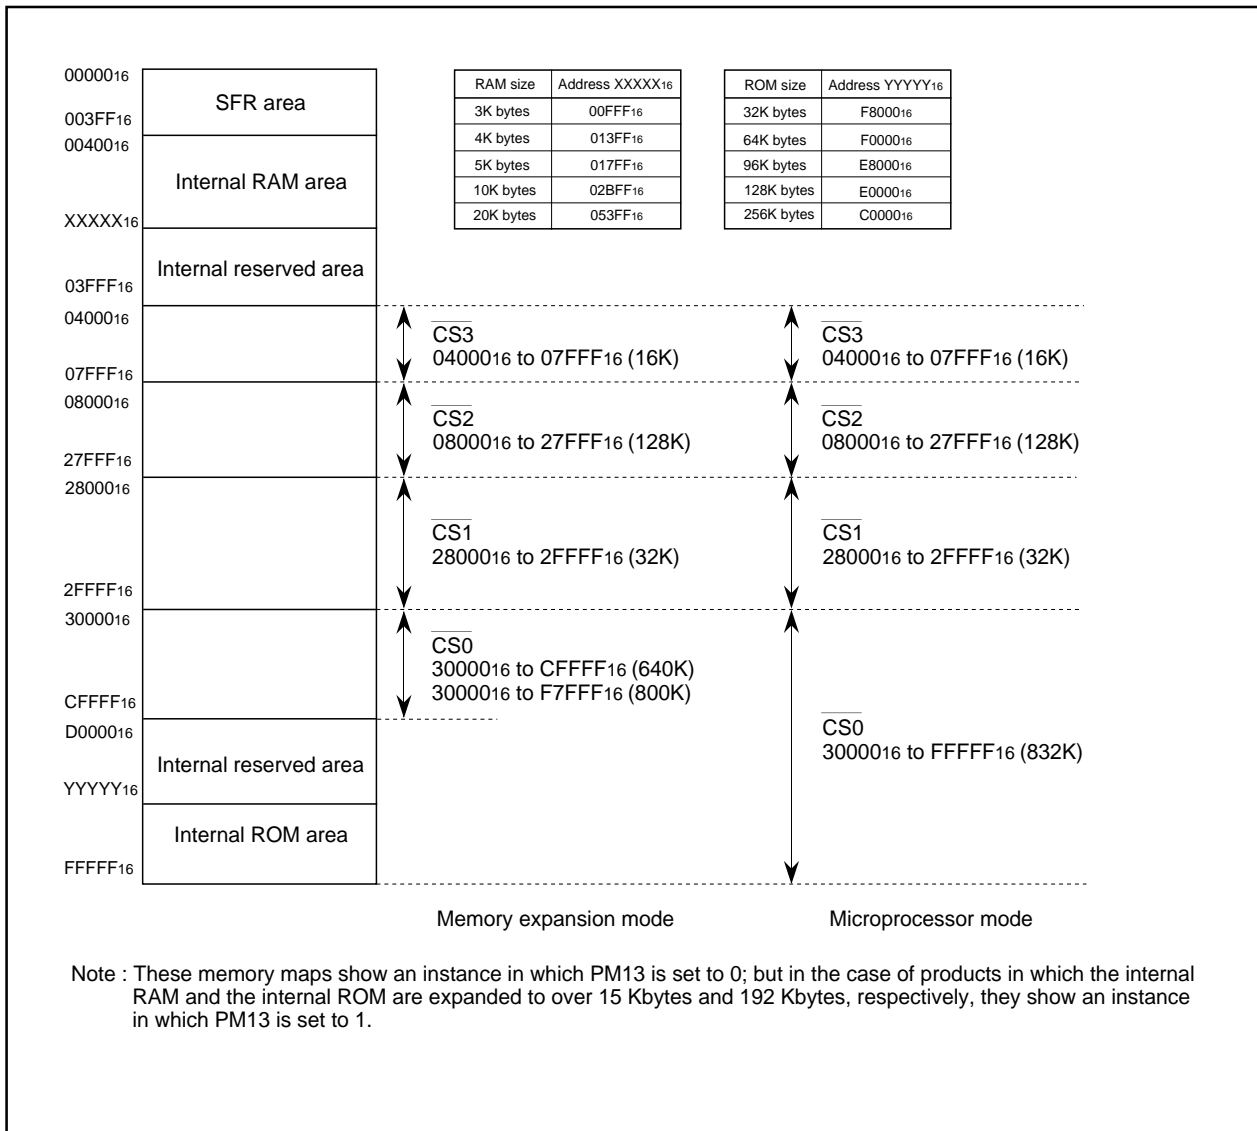 0000016
SFR area
003FF16
0040016
Internal RAM area
XXXXX16
Internal reserved area
03FFF16
0400016
07FFF16
0800016
27FFF16
2800016
2FFFF16
3000016
CFFFF16
D000016
Internal reserved area
YYYYY16
Internal ROM area
FFFFF16
RAM size Address XXXXX16
3K bytes 00FFF16
4K bytes 013FF16
5K bytes 017FF16
10K bytes 02BFF16
20K bytes 053FF16
ROM size Address YYYYY16
32K bytes F800016
64K bytes F000016
96K bytes E800016
128K bytes E000016
256K bytes C000016
CS3
0400016 to 07FFF16 (16K)
CS2
0800016 to 27FFF16 (128K)
CS1
2800016 to 2FFFF16 (32K)
CS0
3000016 to CFFFF16 (640K)
3000016 to F7FFF16 (800K)
Memory expansion mode
CS3
0400016 to 07FFF16 (16K)
CS2
0800016 to 27FFF16 (128K)
CS1
2800016 to 2FFFF16 (32K)
CS0
3000016 to FFFFF16 (832K)
Microprocessor mode
Note : These memory maps show an instance in which PM13 is set to 0; but in the case of products in which the internal
RAM and the internal ROM are expanded to over 15 Kbytes and 192 Kbytes, respectively, they show an instance
in which PM13 is set to 1.